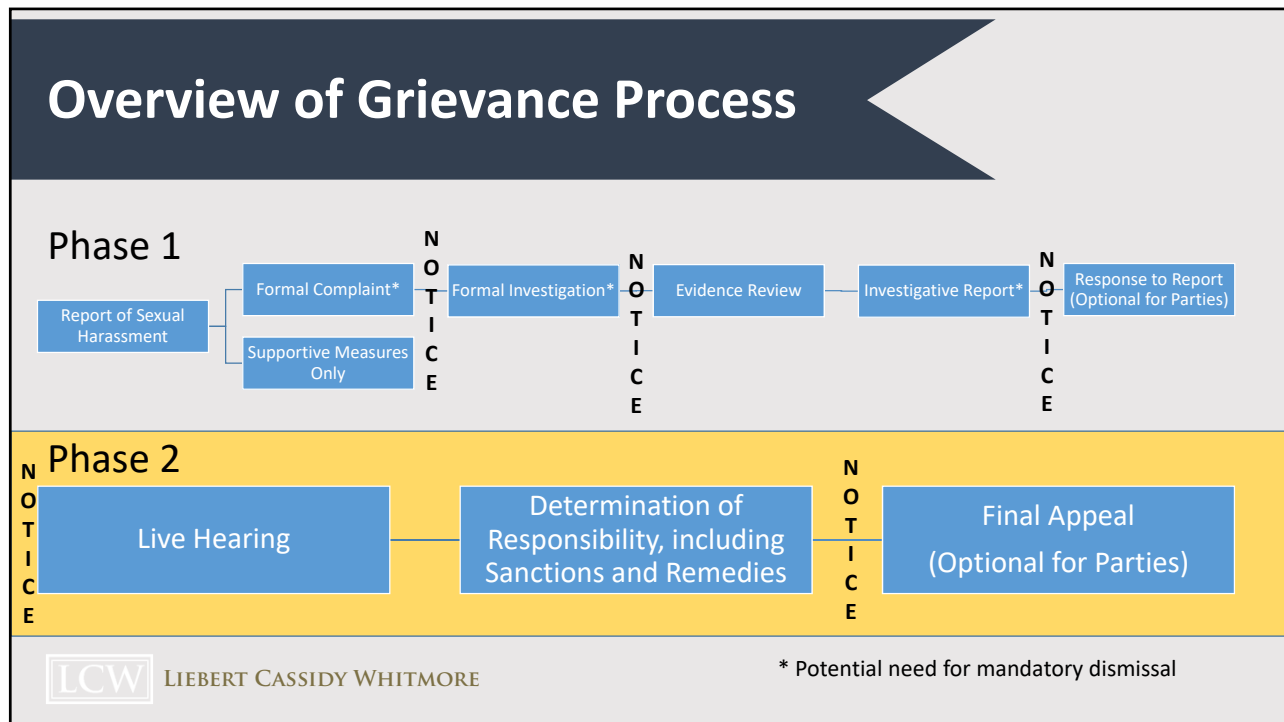 Overview of Grievance Process
Phase 1
Report of Sexual
Harassment
Formal Complaint*
Supportive Measures
Only
NOTICE
Formal Investigation*
NOTICE
Evidence Review
Investigative Report*
NOTICE
Response to Report
(Optional for Parties)
Phase 2
NOTICE
Live Hearing
Determination of
Responsibility, including
Sanctions and Remedies
NOTICE
Final Appeal
(Optional for Parties)
LCW LIEBERT CASSIDY WHITMORE
* Potential need for mandatory dismissal